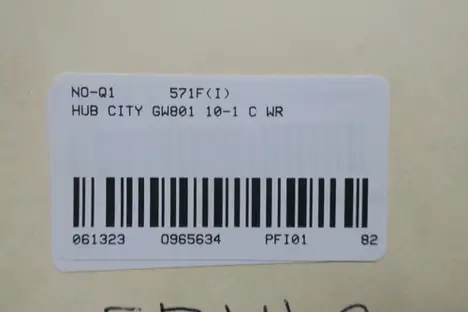 NO-Q1 571F(I)
HUB CITY GW801 10-1 C WR
061323 0965634 PFI01 82